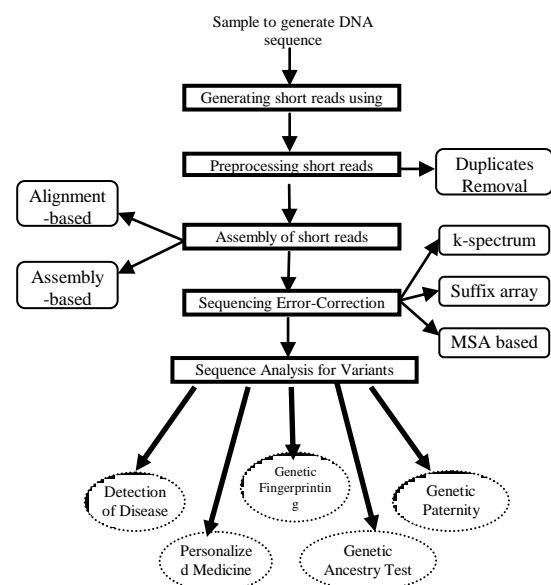 Sample to generate DNA
sequence
Generating short reads using
Preprocessing short reads
Duplicates
Removal
Alignment
-based
Assembly of short reads
Assembly
-based
k-spectrum
Sequencing Error-Correction
Suffix array
MSA based
Sequence Analysis for Variants
Detection
of Disease
Genetic
Fingerprintin
g
Genetic
Paternity
Personalize
d Medicine
Genetic
Ancestry Test